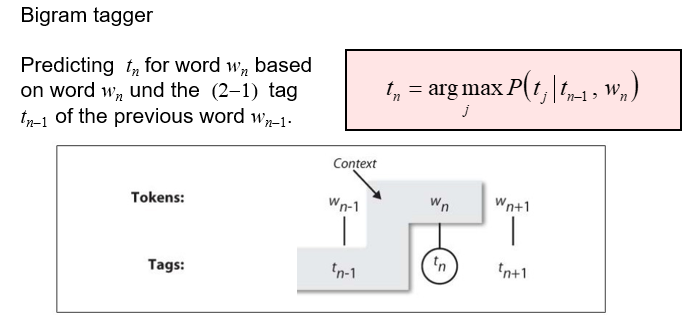 Bigram tagger
Predicting tₙ for word wₙ based
on word wₙ und the (2−1) tag
tₙ₋₁ of the previous word wₙ₋₁.
tₙ = arg max P(tⱼ | tₙ₋₁ , wₙ)
j
Context
Tokens: wₙ₋₁ wₙ wₙ₊₁
Tags: tₙ₋₁ tₙ tₙ₊₁